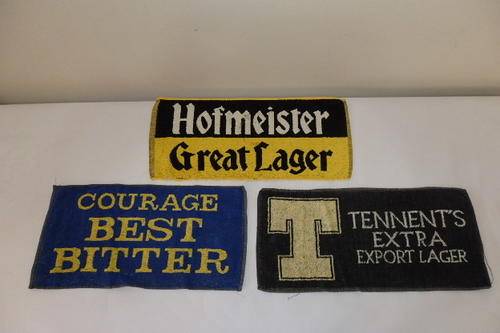 Hofmeister
Great Lager
COURAGE
BEST
BITTER
T
TENNENT'S
EXTRA
EXPORT LAGER